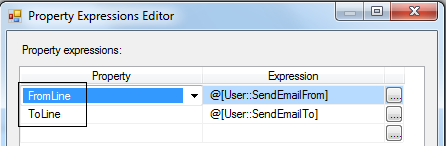 Property Expressions Editor
Property expressions:
Property Expression
FromLine @[User::SendEmailFrom] ...
ToLine @[User::SendEmailTo] ...
...